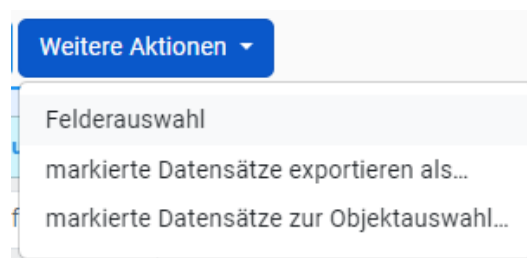 Weitere Aktionen
Felderauswahl
markierte Datensätze exportieren als...
markierte Datensätze zur Objektauswahl...